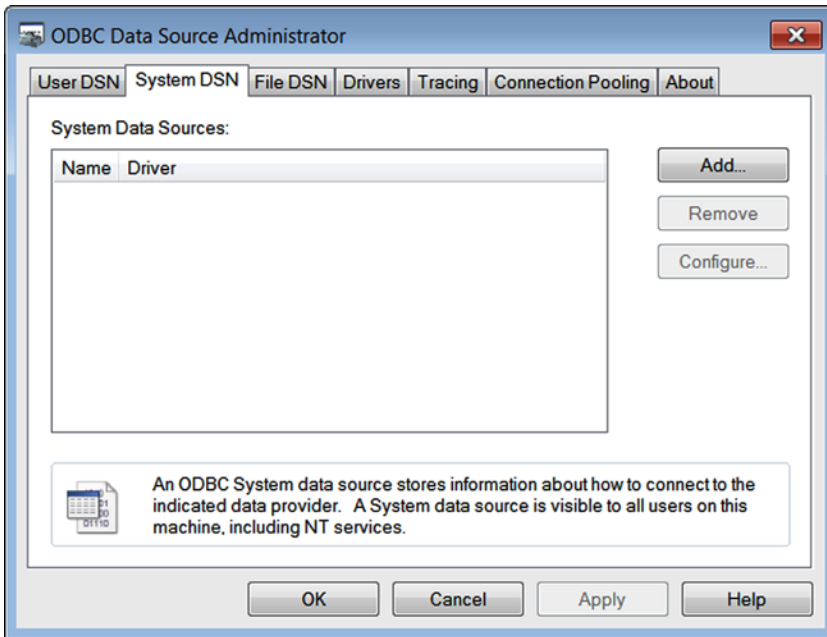 ODBC Data Source Administrator
User DSN System DSN File DSN Drivers Tracing Connection Pooling About
System Data Sources:
Name Driver
Add...
Remove
Configure...
An ODBC System data source stores information about how to connect to the
indicated data provider. A System data source is visible to all users on this
machine, including NT services.
OK Cancel Apply Help